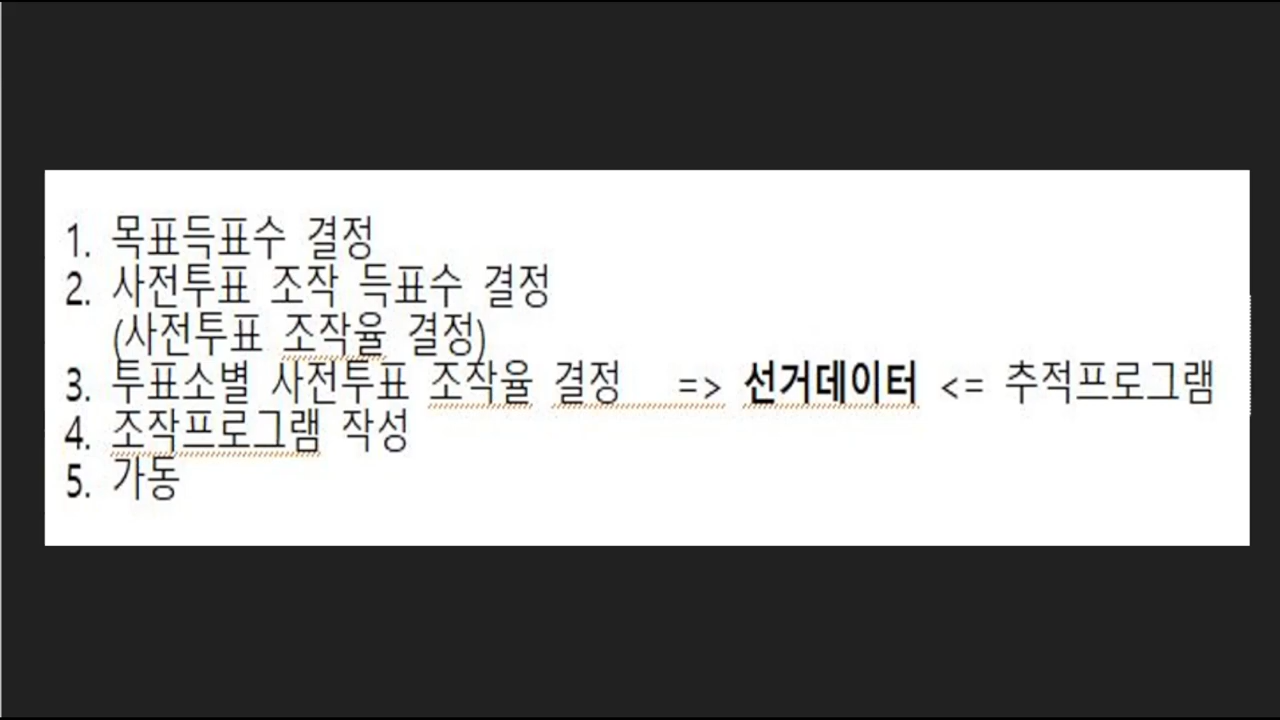 1. 목표득표수 결정
2. 사전투표 조작 득표수 결정
(사전투표 조작율 결정)
3. 투표소별 사전투표 조작율 결정 => 선거데이터 <= 추적프로그램
4. 조작프로그램 작성
5. 가동